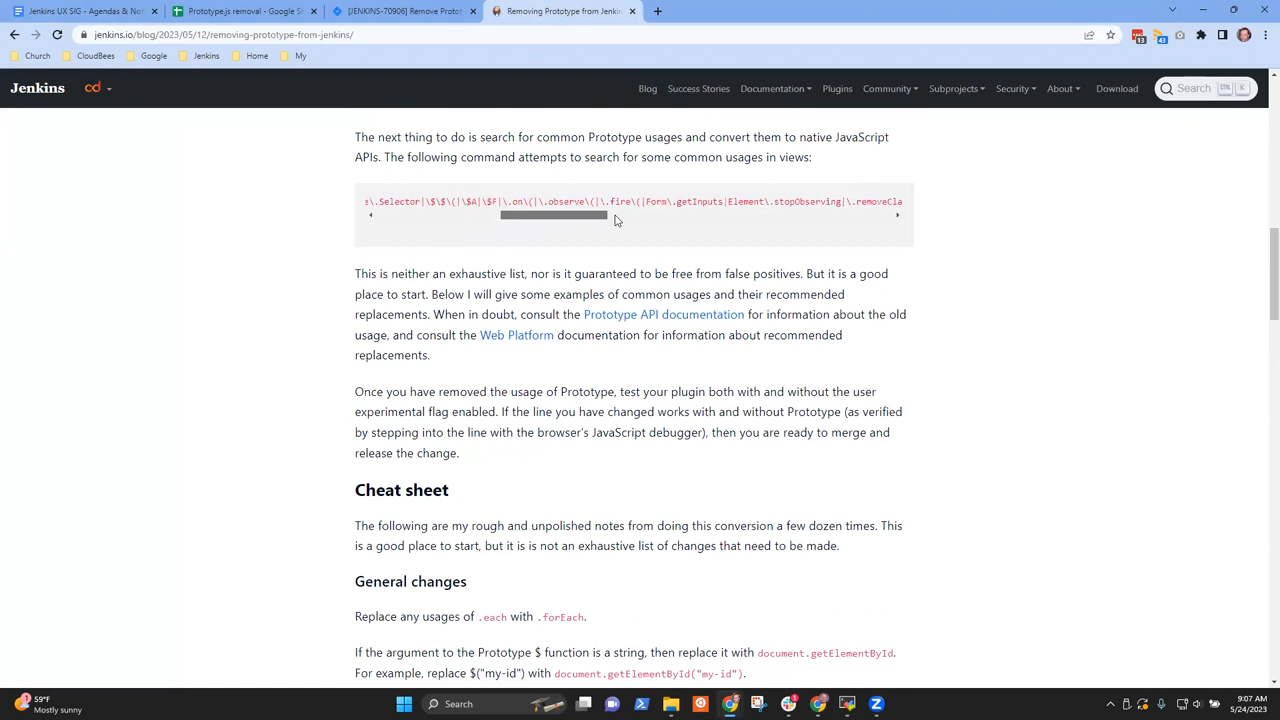 Jenkins UX SIG - Agendas & Notes
Prototype.js removal - Google S
[JENKINS-70906] Remove Protot
Removing Prototype from Jenkins
jenkins.io/blog/2023/05/12/removing-prototype-from-jenkins/
13
43
Church
CloudBees
Google
Jenkins
Home
My
Jenkins
cd
Blog
Success Stories
Documentation
Plugins
Community
Subprojects
Security
About
Download
Search
CTRL
K
The next thing to do is search for common Prototype usages and convert them to native JavaScript
APIs. The following command attempts to search for some common usages in views:
e\.Selector|\$\$\(|\$A|\$F|\.on\(|\.observe\(|\.fire\(|Form\.getInputs|Element\.stopObserving|\.removeCla
This is neither an exhaustive list, nor is it guaranteed to be free from false positives. But it is a good
place to start. Below I will give some examples of common usages and their recommended
replacements. When in doubt, consult the Prototype API documentation for information about the old
usage, and consult the Web Platform documentation for information about recommended
replacements.
Once you have removed the usage of Prototype, test your plugin both with and without the user
experimental flag enabled. If the line you have changed works with and without Prototype (as verified
by stepping into the line with the browser's JavaScript debugger), then you are ready to merge and
release the change.
Cheat sheet
The following are my rough and unpolished notes from doing this conversion a few dozen times. This
is a good place to start, but it is is not an exhaustive list of changes that need to be made.
General changes
Replace any usages of .each with .forEach.
If the argument to the Prototype $ function is a string, then replace it with document.getElementById.
For example, replace $("my-id") with document.getElementById("my-id").
59°F
Mostly sunny
Search
9:07 AM
5/24/2023